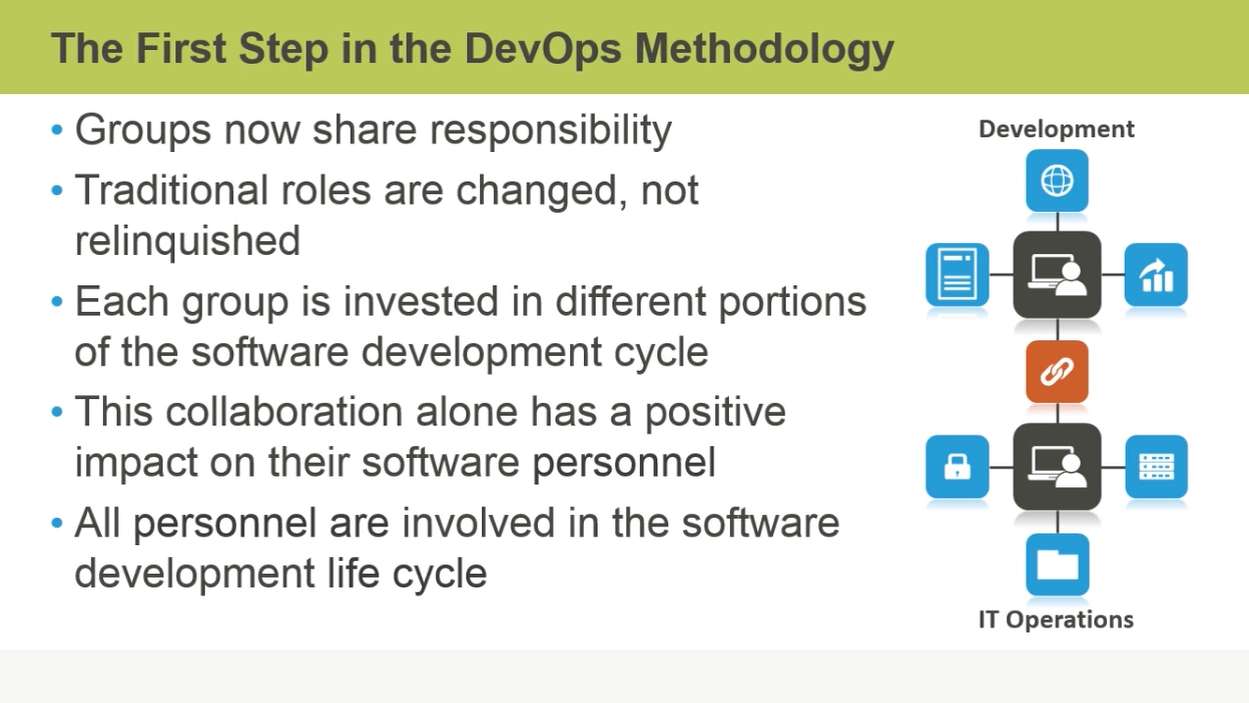 The First Step in the DevOps Methodology
• Groups now share responsibility
• Traditional roles are changed, not
relinquished
• Each group is invested in different portions
of the software development cycle
• This collaboration alone has a positive
impact on their software personnel
• All personnel are involved in the software
development life cycle
Development
IT Operations